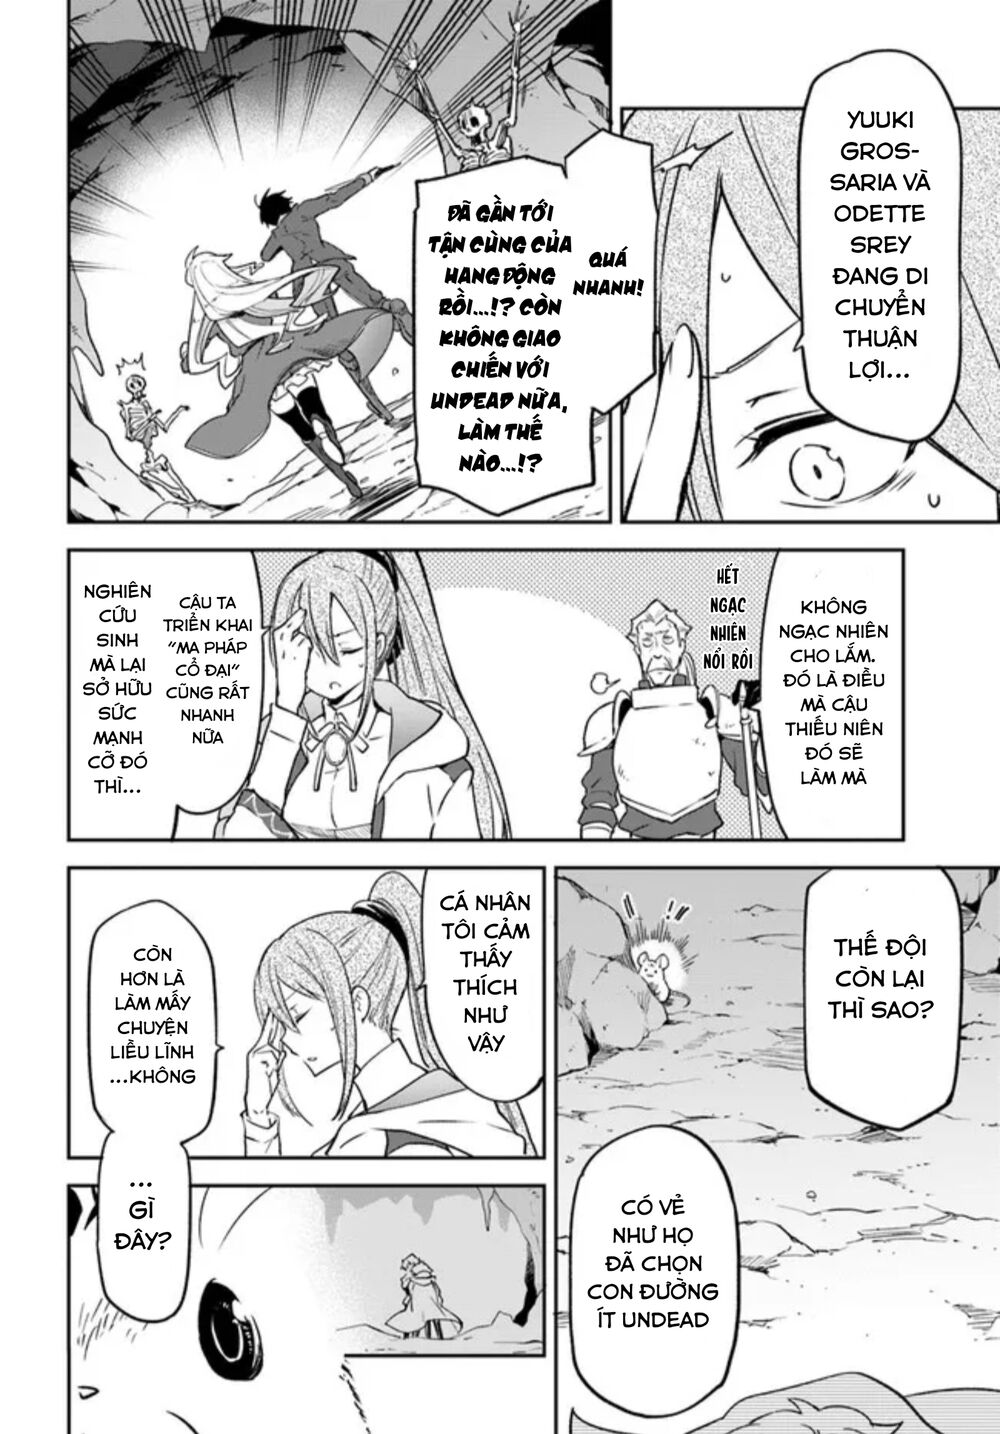 YUUKI
GROS-
SARIA VÀ
ODETTE
SREY
ĐANG DI
CHUYỂN
THUẬN
LỢI...
QUÁ
NHANH!
ĐÃ GẦN TỚI
TẬN CÙNG CỦA
HANG ĐỘNG
RỒI...!? CÒN
KHÔNG GIAO
CHIẾN VỚI
UNDEAD NỮA,
LÀM THẾ
NÀO...!?
KHÔNG
NGẠC NHIÊN
CHO LẮM.
ĐÓ LÀ ĐIỀU
MÀ CẬU
THIẾU NIÊN
ĐÓ SẼ
LÀM MÀ
HẾT
NGẠC
NHIÊN
NỔI RỒI
CẬU TA
TRIỂN KHAI
“MA PHÁP
CỔ ĐẠI“
CŨNG RẤT
NHANH
NỮA
NGHIÊN
CỨU
SINH
MÀ LẠI
SỞ HỮU
SỨC
MẠNH
CỠ ĐÓ
THÌ...
THẾ ĐỘI
CÒN LẠI
THÌ SAO?
CÓ VẺ
NHƯ HỌ
ĐÃ CHỌN
CON ĐƯỜNG
ÍT UNDEAD
CÁ NHÂN
TÔI CẢM
THẤY
THÍCH
NHƯ
VẬY
CÒN
HƠN LÀ
LÀM MẤY
CHUYỆN
LIỀU LĨNH
...KHÔNG
...
GÌ
ĐÂY?